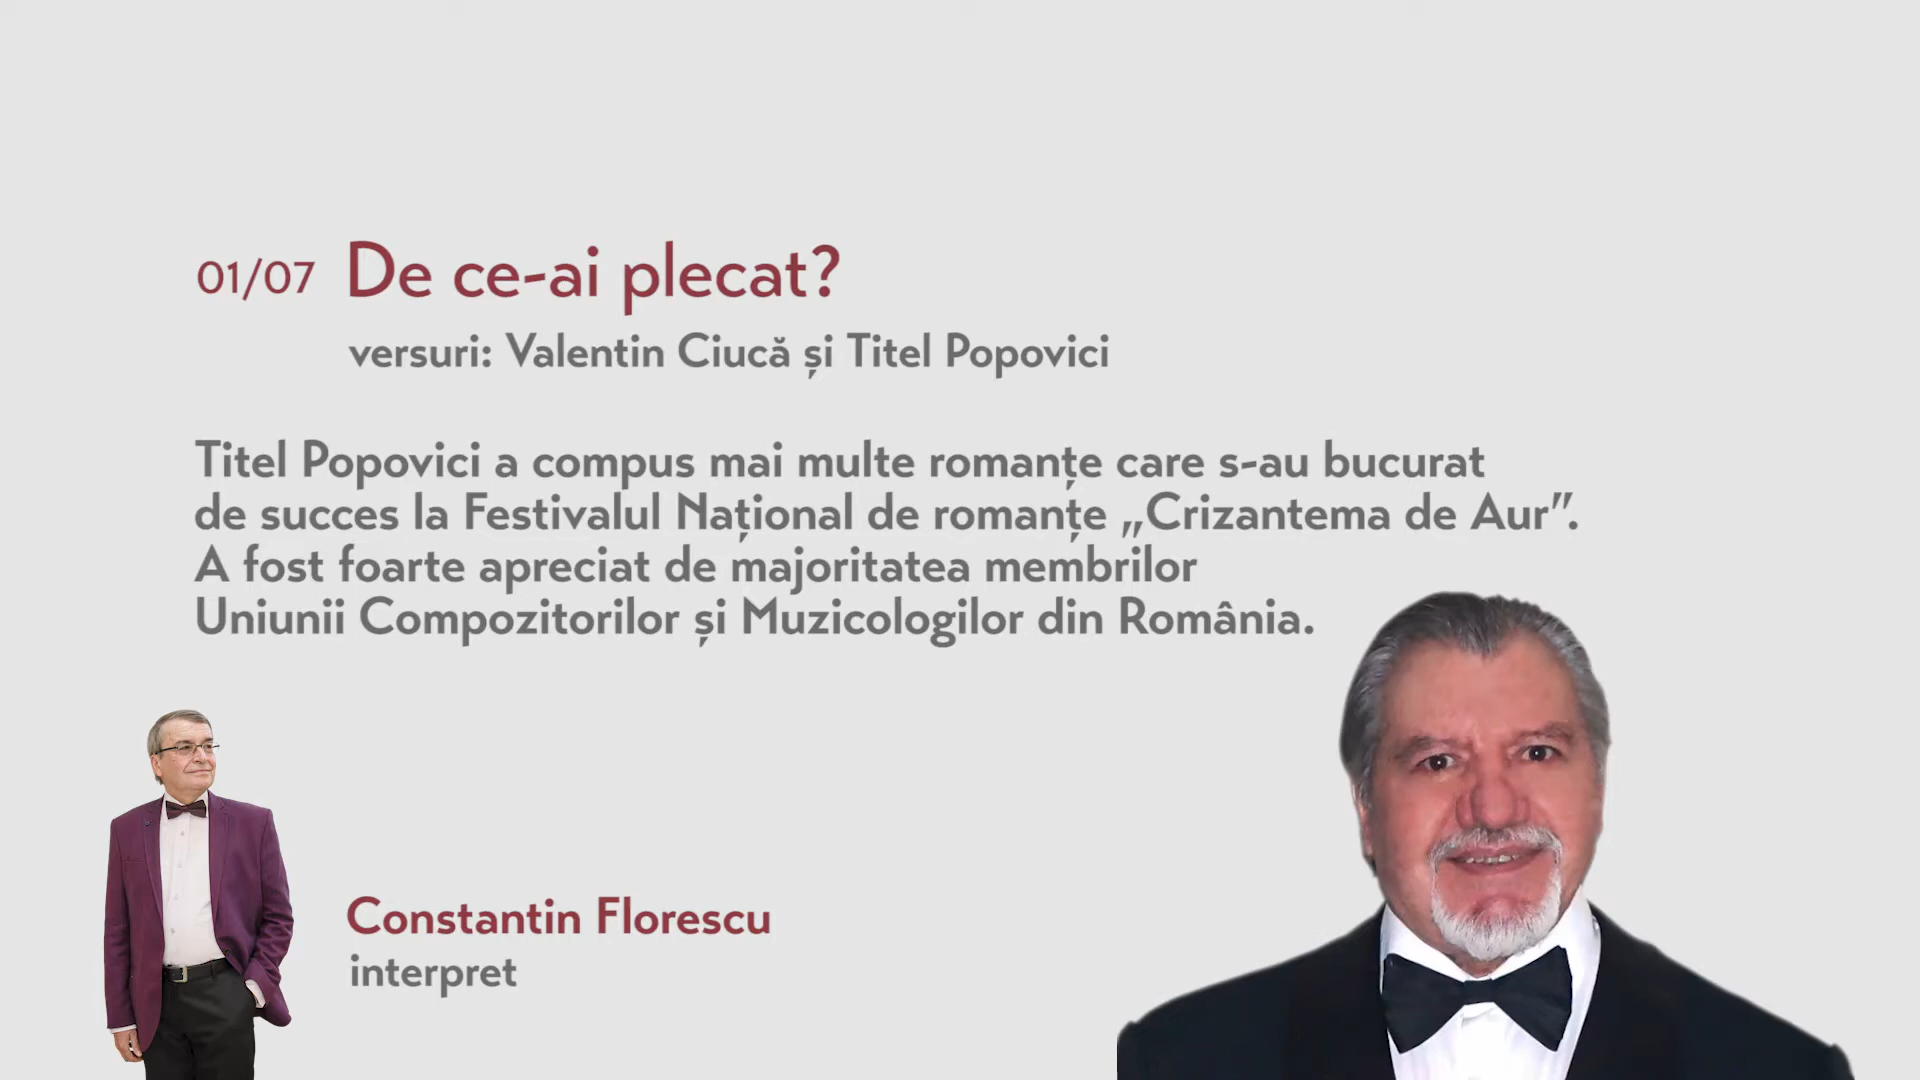 01/07 De ce-ai plecat?
versuri: Valentin Ciucă și Titel Popovici
Titel Popovici a compus mai multe romanțe care s-au bucurat
de succes la Festivalul Național de romanțe „Crizantema de Aur”.
A fost foarte apreciat de majoritatea membrilor
Uniunii Compozitorilor și Muzicologilor din România.
Constantin Florescu
interpret